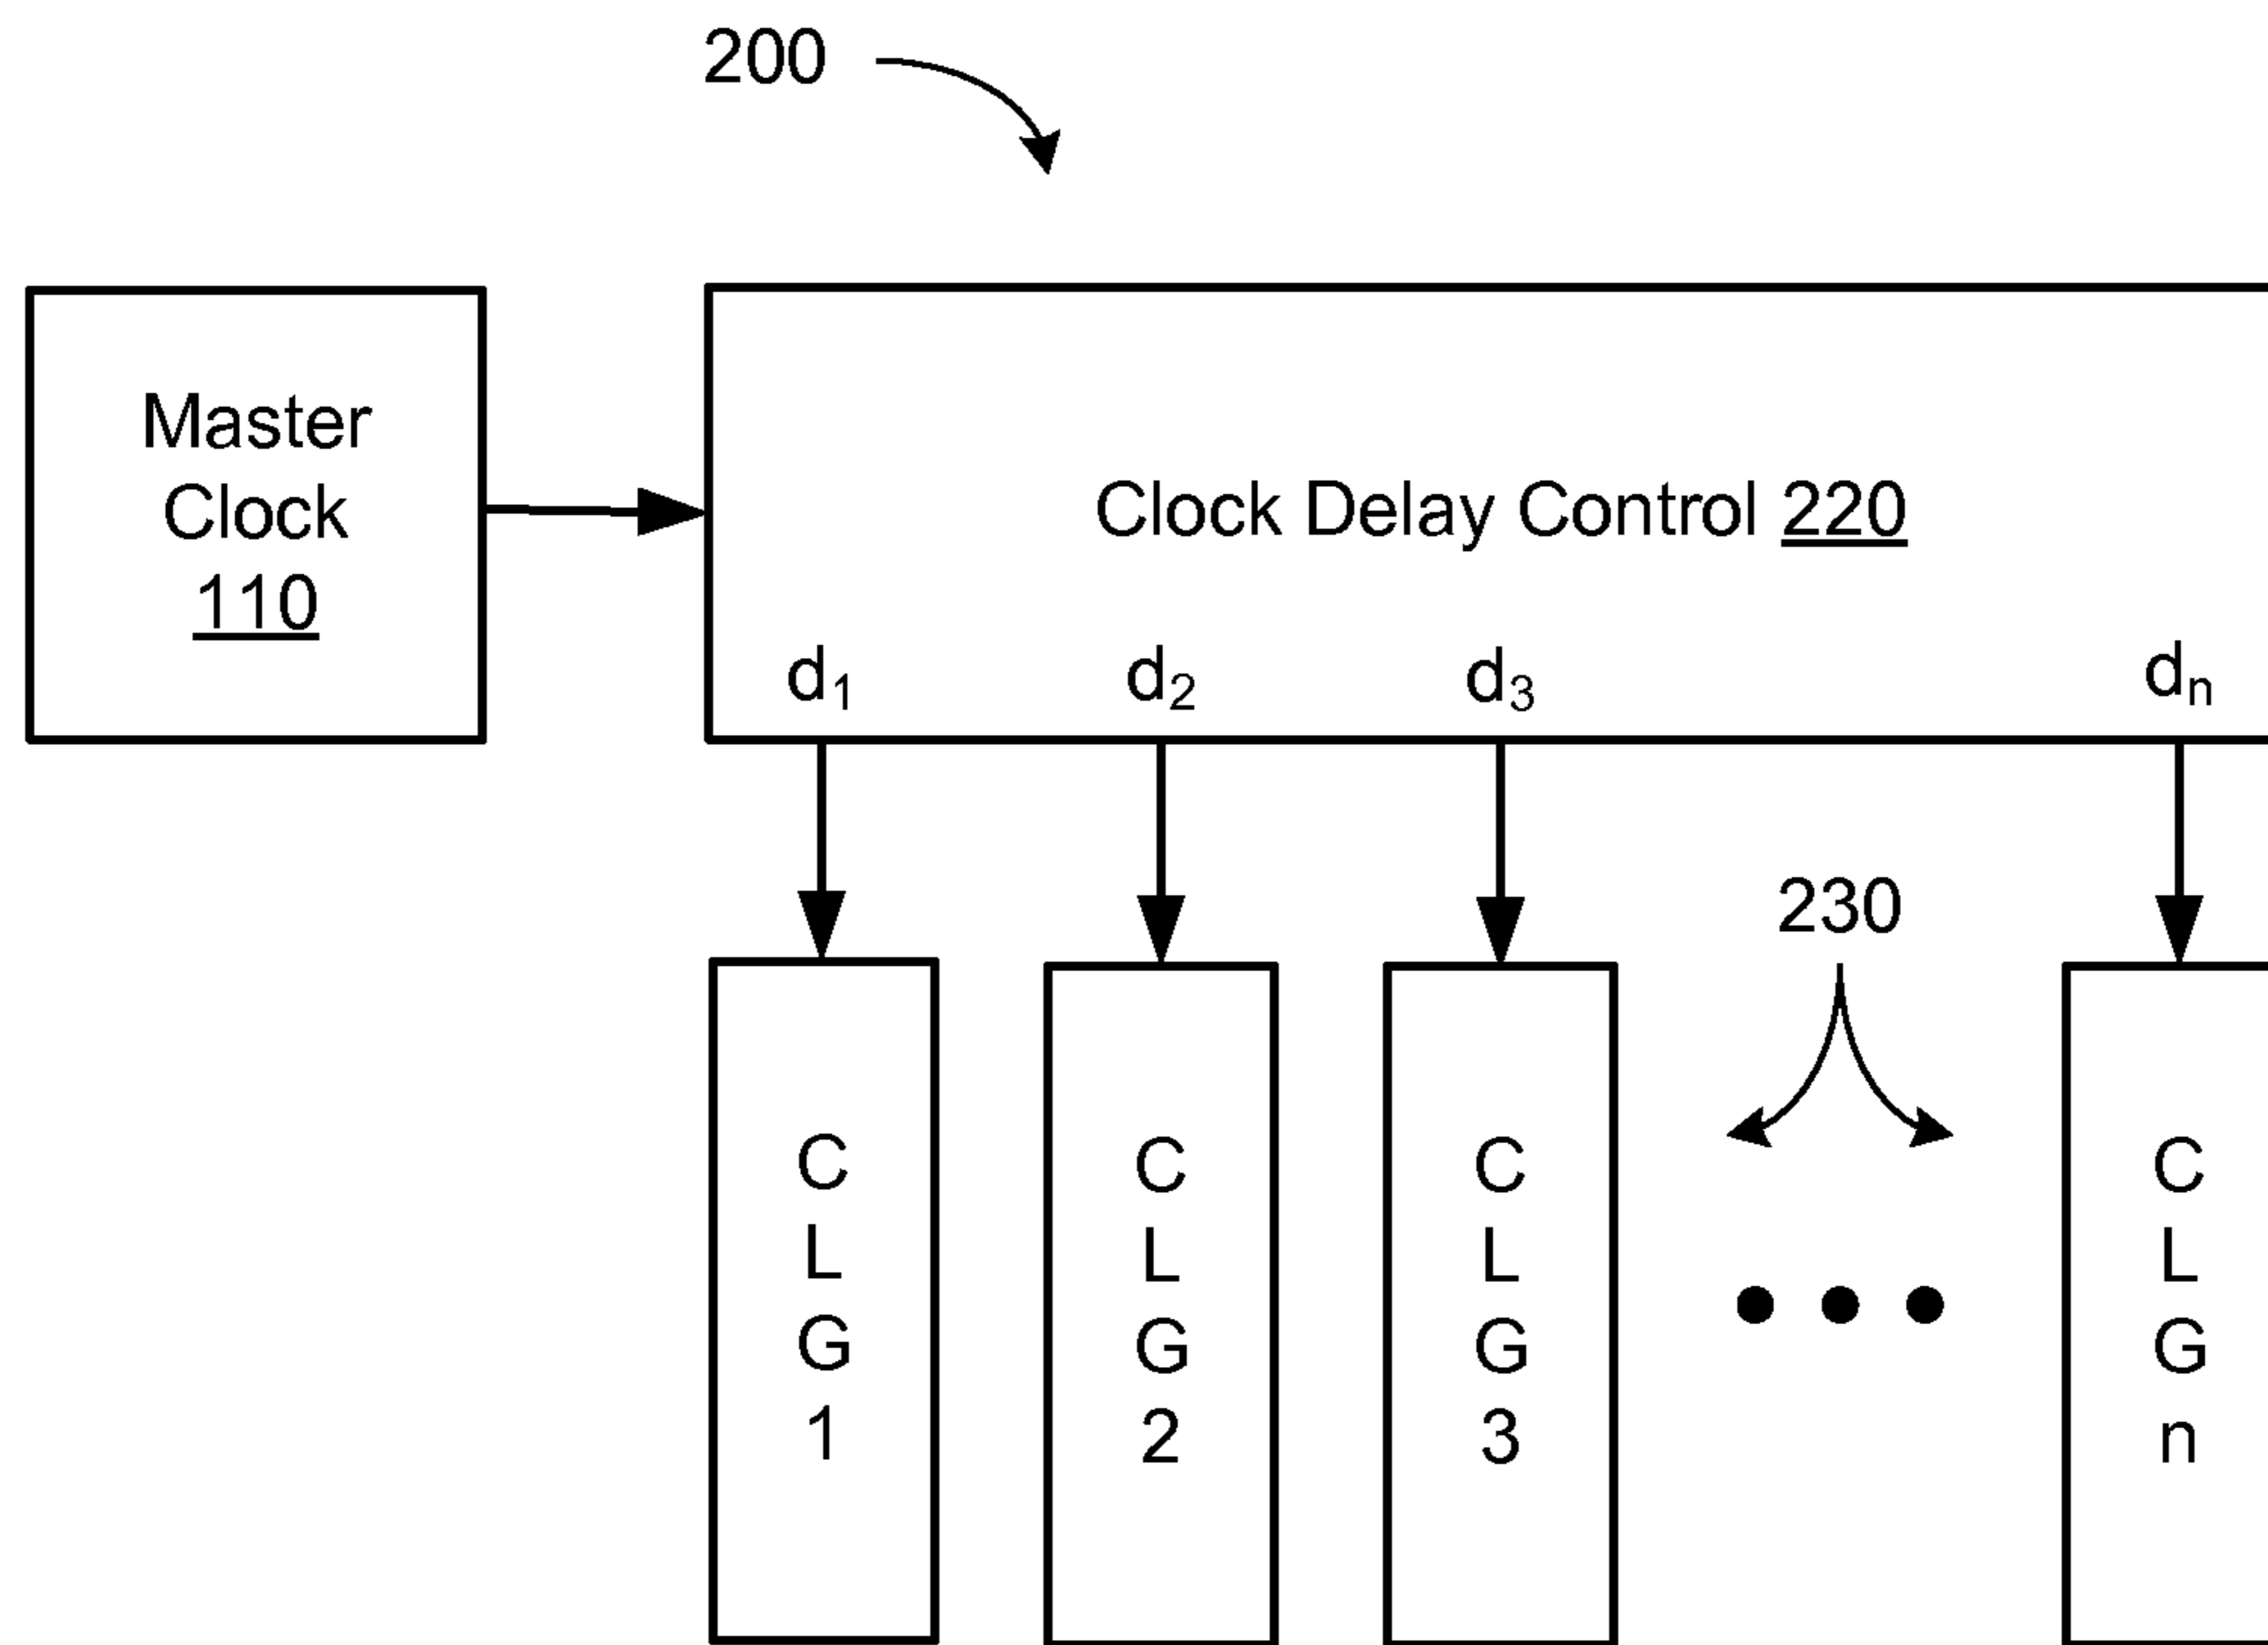 200
Master
Clock
110
Clock Delay Control 220
d₁
d₂
d₃
dₙ
230
C
L
G
1
C
L
G
2
C
L
G
3
C
L
G
n